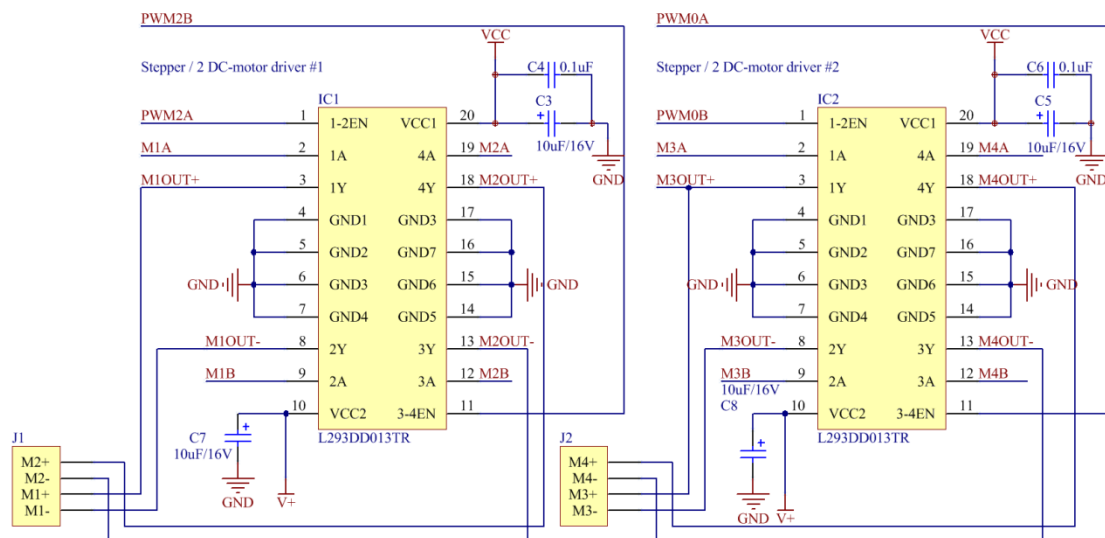 PWM2B
VCC
Stepper / 2 DC-motor driver #1
C4
0.1uF
IC1
C3
PWM2A
1
1-2EN
VCC1
20
+
10uF/16V
M1A
2
1A
4A
19
M2A
GND
M1OUT+
3
1Y
4Y
18
M2OUT+
4
GND1
GND3
17
5
GND2
GND7
16
GND
6
GND3
GND6
15
GND
7
GND4
GND5
14
M1OUT-
8
2Y
3Y
13
M2OUT-
M1B
9
2A
3A
12
M2B
10
VCC2
3-4EN
11
C7
+
10uF/16V
L293DD013TR
GND
V+
J1
M2+
M2-
M1+
M1-
PWM0A
VCC
Stepper / 2 DC-motor driver #2
C6
0.1uF
IC2
C5
PWM0B
1
1-2EN
VCC1
20
+
10uF/16V
M3A
2
1A
4A
19
M4A
GND
M3OUT+
3
1Y
4Y
18
M4OUT+
4
GND1
GND3
17
5
GND2
GND7
16
GND
6
GND3
GND6
15
GND
7
GND4
GND5
14
M3OUT-
8
2Y
3Y
13
M4OUT-
M3B
9
2A
3A
12
M4B
10uF/16V
C8
10
VCC2
3-4EN
11
+
L293DD013TR
GND
V+
J2
M4+
M4-
M3+
M3-